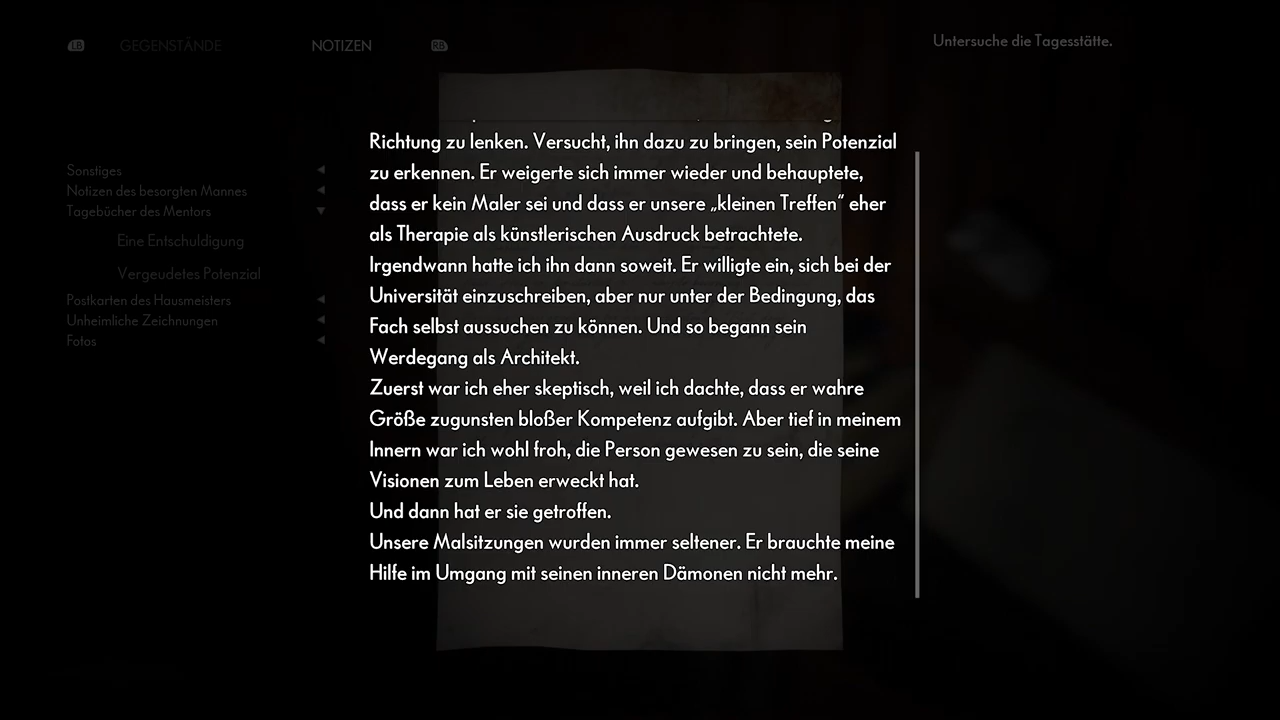 LB GEGENSTÄNDE NOTIZEN RB
Untersuche die Tagesstätte.
Sonstiges
Notizen des besorgten Mannes
Tagebücher des Mentors
Eine Entschuldigung
Vergeudetes Potenzial
Postkarten des Hausmeisters
Unheimliche Zeichnungen
Fotos
Richtung zu lenken. Versucht, ihn dazu zu bringen, sein Potenzial
zu erkennen. Er weigerte sich immer wieder und behauptete,
dass er kein Maler sei und dass er unsere „kleinen Treffen“ eher
als Therapie als künstlerischen Ausdruck betrachtete.
Irgendwann hatte ich ihn dann soweit. Er willigte ein, sich bei der
Universität einzuschreiben, aber nur unter der Bedingung, das
Fach selbst aussuchen zu können. Und so begann sein
Werdegang als Architekt.
Zuerst war ich eher skeptisch, weil ich dachte, dass er wahre
Größe zugunsten bloßer Kompetenz aufgibt. Aber tief in meinem
Innern war ich wohl froh, die Person gewesen zu sein, die seine
Visionen zum Leben erweckt hat.
Und dann hat er sie getroffen.
Unsere Malsitzungen wurden immer seltener. Er brauchte meine
Hilfe im Umgang mit seinen inneren Dämonen nicht mehr.